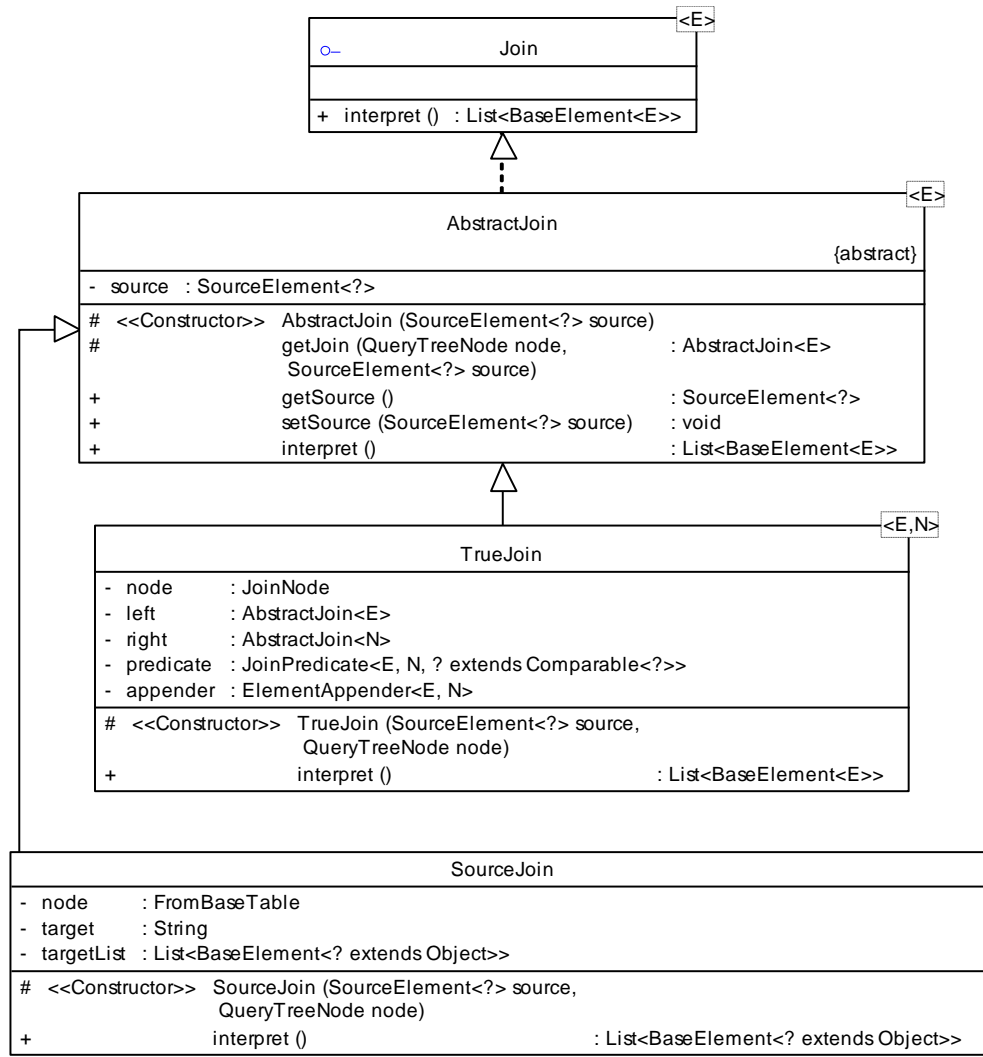 <E>
Join
+ interpret () : List<BaseElement<E>>
<E>
AbstractJoin
{abstract}
- source : SourceElement<?>
# <<Constructor>> AbstractJoin (SourceElement<?> source)
# getJoin (QueryTreeNode node, : AbstractJoin<E>
SourceElement<?> source)
+ getSource () : SourceElement<?>
+ setSource (SourceElement<?> source) : void
+ interpret () : List<BaseElement<E>>
<E,N>
TrueJoin
- node : JoinNode
- left : AbstractJoin<E>
- right : AbstractJoin<N>
- predicate : JoinPredicate<E, N, ? extends Comparable<?>>
- appender : ElementAppender<E, N>
# <<Constructor>> TrueJoin (SourceElement<?> source,
QueryTreeNode node)
+ interpret () : List<BaseElement<E>>
SourceJoin
- node : FromBaseTable
- target : String
- targetList : List<BaseElement<? extends Object>>
# <<Constructor>> SourceJoin (SourceElement<?> source,
QueryTreeNode node)
+ interpret () : List<BaseElement<? extends Object>>